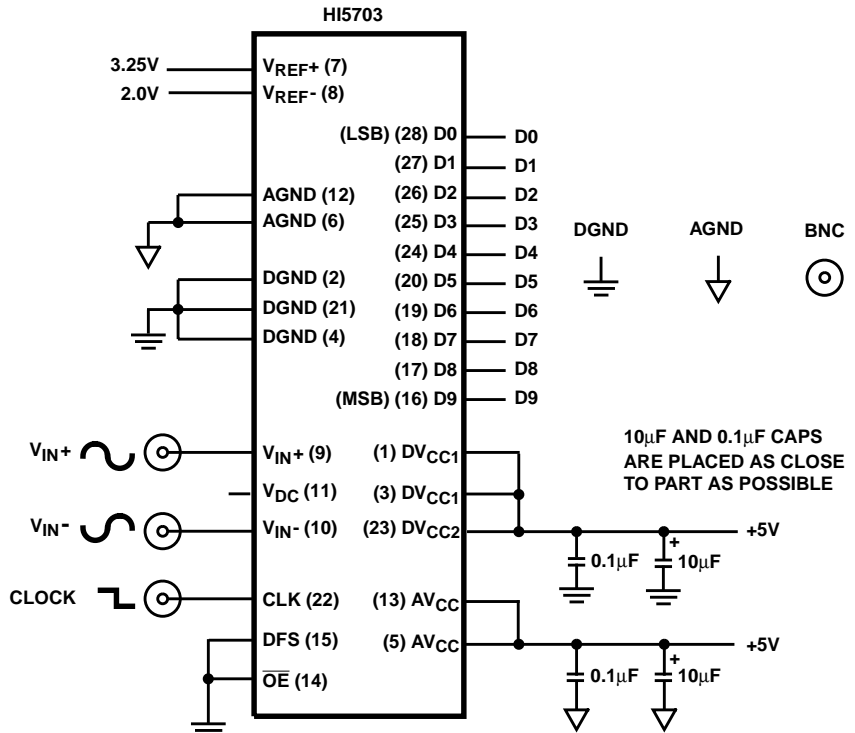 HI5703
3.25V
2.0V
VREF+ (7)
VREF- (8)
AGND (12)
AGND (6)
DGND (2)
DGND (21)
DGND (4)
(LSB) (28) D0
(27) D1
(26) D2
(25) D3
(24) D4
(20) D5
(19) D6
(18) D7
(17) D8
(MSB) (16) D9
D0
D1
D2
D3
D4
D5
D6
D7
D8
D9
DGND
AGND
BNC
VIN+
VIN-
CLOCK
VIN+ (9)
VDC (11)
VIN- (10)
CLK (22)
DFS (15)
OE (14)
(1) DVCC1
(3) DVCC1
(23) DVCC2
(13) AVCC
(5) AVCC
10μF AND 0.1μF CAPS
ARE PLACED AS CLOSE
TO PART AS POSSIBLE
+5V
0.1μF
+
10μF
+5V
0.1μF
+
10μF